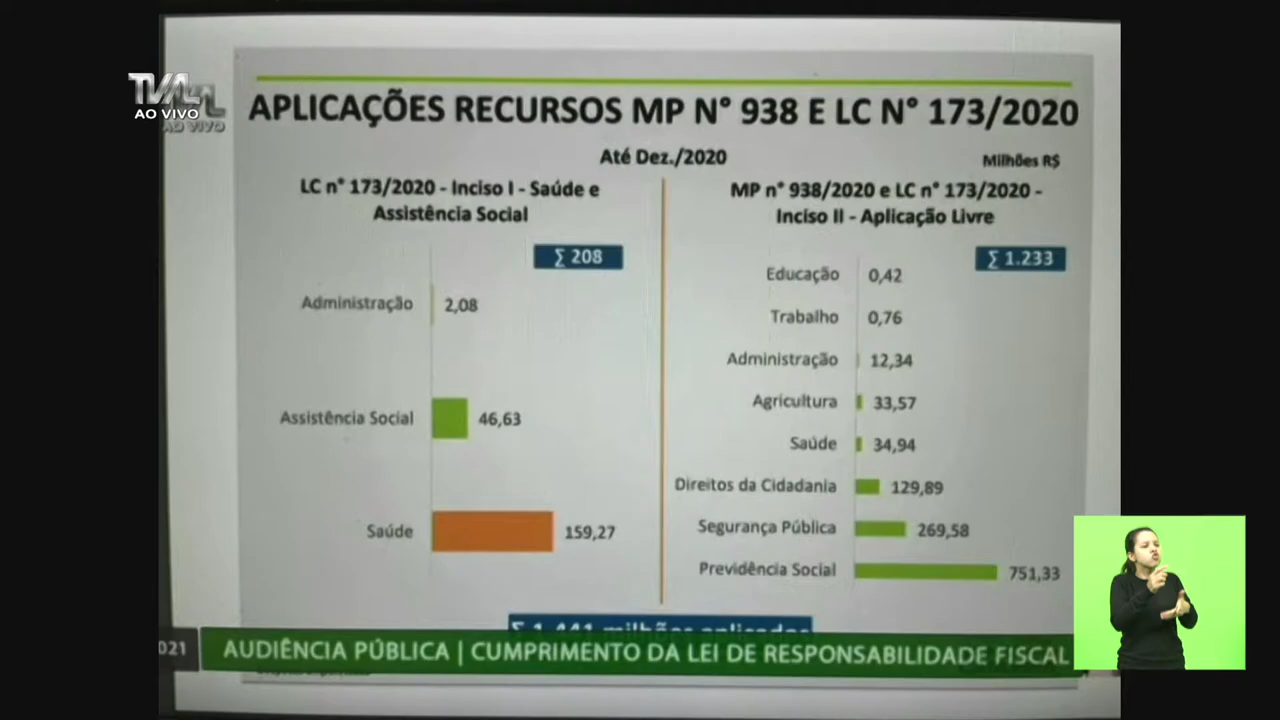 TVAL
AO VIVO
APLICAÇÕES RECURSOS MP N° 938 E LC N° 173/2020
Até Dez./2020
Milhões R$
LC n° 173/2020 - Inciso I - Saúde e
Assistência Social
∑ 208
Administração 2,08
Assistência Social 46,63
Saúde 159,27
MP n° 938/2020 e LC n° 173/2020 -
Inciso II - Aplicação Livre
∑ 1.233
Educação 0,42
Trabalho 0,76
Administração 12,34
Agricultura 33,57
Saúde 34,94
Direitos da Cidadania 129,89
Segurança Pública 269,58
Previdência Social 751,33
∑ 1.441 milhões aplicados
021 AUDIÊNCIA PÚBLICA | CUMPRIMENTO DA LEI DE RESPONSABILIDADE FISCAL